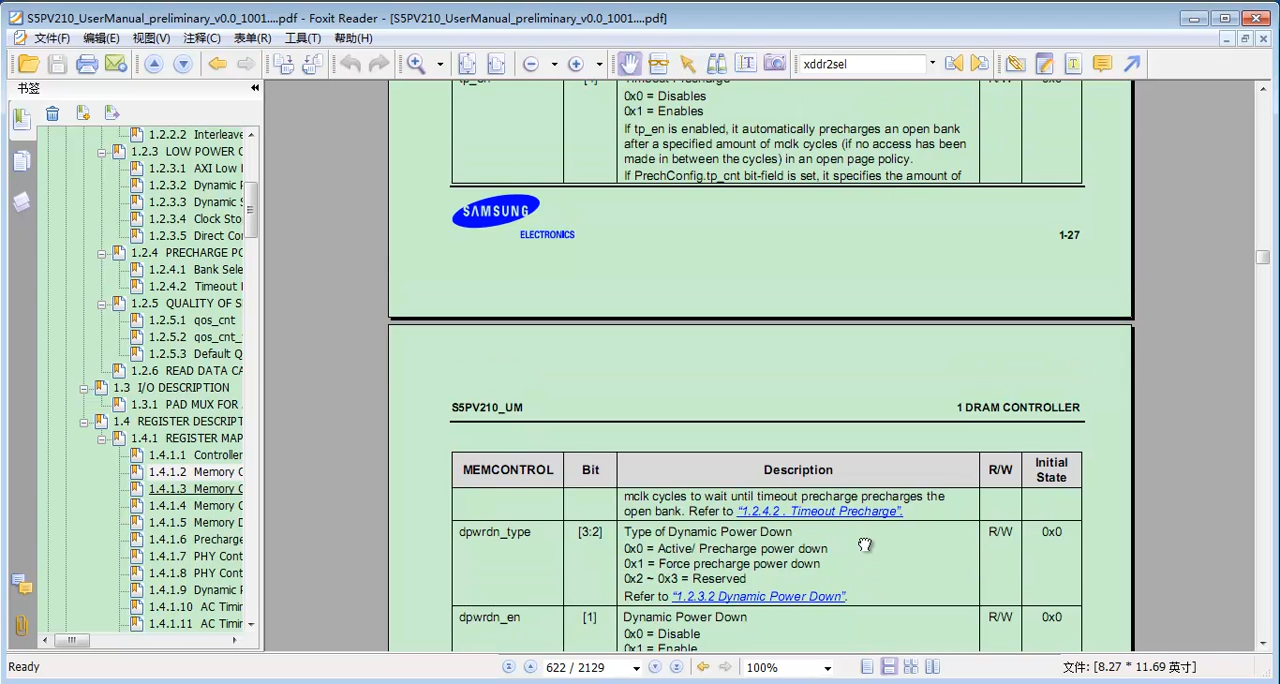 S5PV210_UserManual_preliminary_v0.0_1001....pdf - Foxit Reader - [S5PV210_UserManual_preliminary_v0.0_1001....pdf]
文件(F) 编辑(E) 视图(V) 注释(C) 表单(R) 工具(T) 帮助(H)
xddr2sel
书签
1.2.2.2 Interleave
1.2.3 LOW POWER C
1.2.3.1 AXI Low
1.2.3.2 Dynamic
1.2.3.3 Dynamic
1.2.3.4 Clock Sto
1.2.3.5 Direct Co
1.2.4 PRECHARGE PC
1.2.4.1 Bank Sele
1.2.4.2 Timeout
1.2.5 QUALITY OF S
1.2.5.1 qos_cnt
1.2.5.2 qos_cnt_
1.2.5.3 Default Q
1.2.6 READ DATA CA
1.3 I/O DESCRIPTION
1.3.1 PAD MUX FOR
1.4 REGISTER DESCRIPT
1.4.1 REGISTER MAP
1.4.1.1 Controller
1.4.1.2 Memory C
1.4.1.3 Memory C
1.4.1.4 Memory
1.4.1.5 Memory D
1.4.1.6 Precharge
1.4.1.7 PHY Cont
1.4.1.8 PHY Cont
1.4.1.9 Dynamic
1.4.1.10 AC Timi
1.4.1.11 AC Timi
0x0 = Disables
0x1 = Enables
If tp_en is enabled, it automatically precharges an open bank
after a specified amount of mclk cycles (if no access has been
made in between the cycles) in an open page policy.
If PrechConfig.tp_cnt bit-field is set, it specifies the amount of
SAMSUNG
ELECTRONICS
1-27
S5PV210_UM 1 DRAM CONTROLLER
MEMCONTROL Bit Description R/W Initial State
mclk cycles to wait until timeout precharge precharges the
open bank. Refer to "1.2.4.2 . Timeout Precharge".
dpwrdn_type [3:2] Type of Dynamic Power Down R/W 0x0
0x0 = Active/ Precharge power down
0x1 = Force precharge power down
0x2 ~ 0x3 = Reserved
Refer to "1.2.3.2 Dynamic Power Down".
dpwrdn_en [1] Dynamic Power Down R/W 0x0
0x0 = Disable
0x1 = Enable
Ready 622 / 2129 100% 文件: [8.27 * 11.69 英寸]